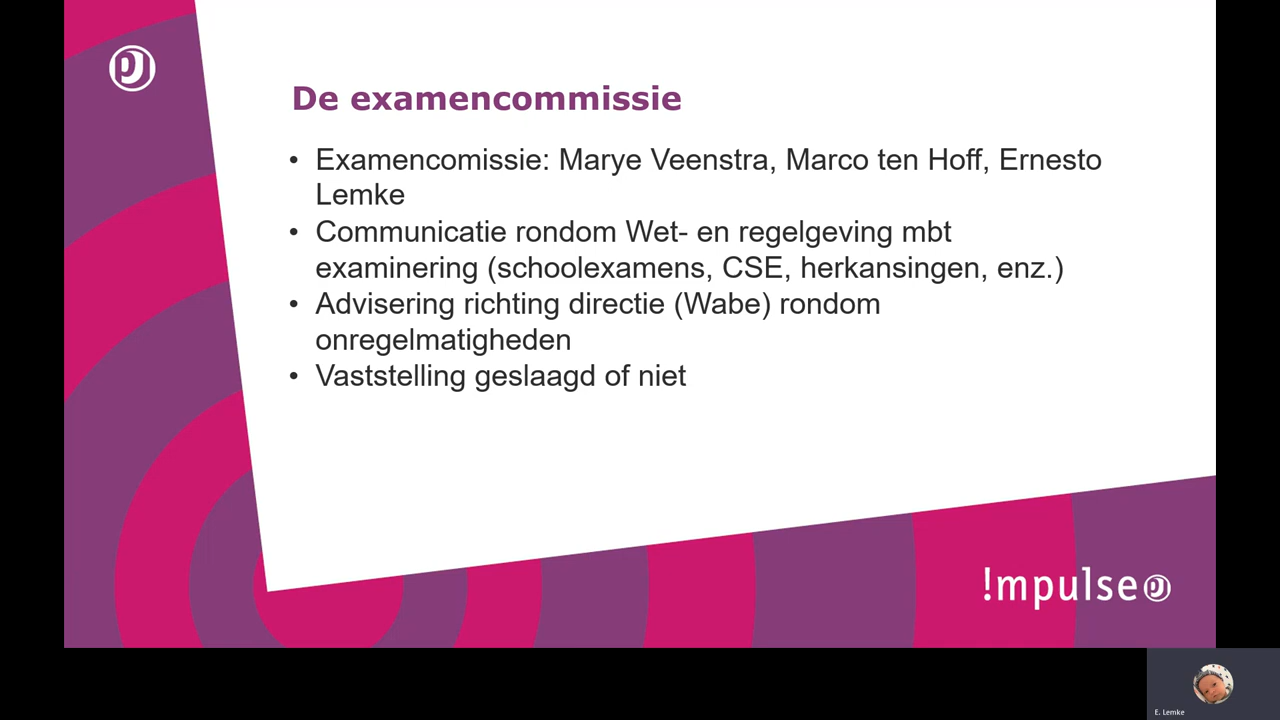 De examencommissie
• Examencomissie: Marye Veenstra, Marco ten Hoff, Ernesto
Lemke
• Communicatie rondom Wet- en regelgeving mbt
examinering (schoolexamens, CSE, herkansingen, enz.)
• Advisering richting directie (Wabe) rondom
onregelmatigheden
• Vaststelling geslaagd of niet
!mpulse
E. Lemke